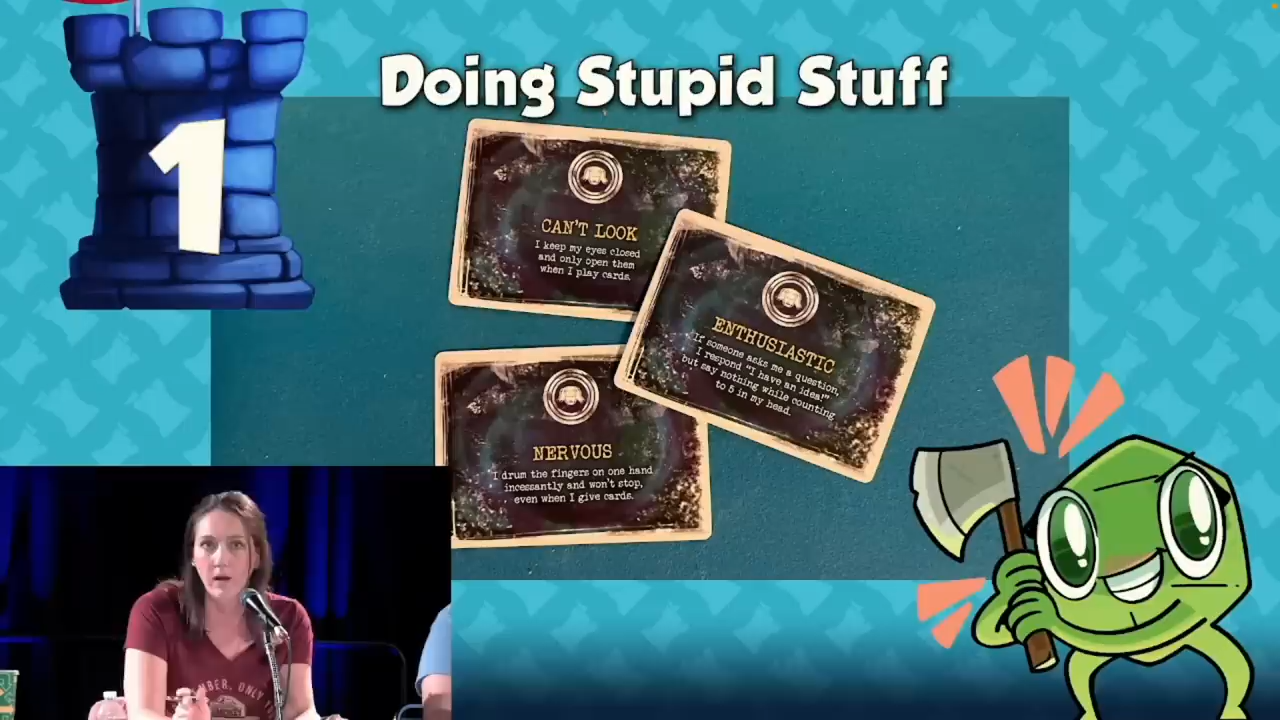 1
Doing Stupid Stuff
CAN'T LOOK
I keep my eyes closed
and only open them
when I play cards.
ENTHUSIASTIC
If someone asks me a question,
I respond "I have an idea!"
but say nothing while counting
to 5 in my head.
NERVOUS
I drum the fingers on one hand
incessantly and won't stop,
even when I give cards.
ONLY